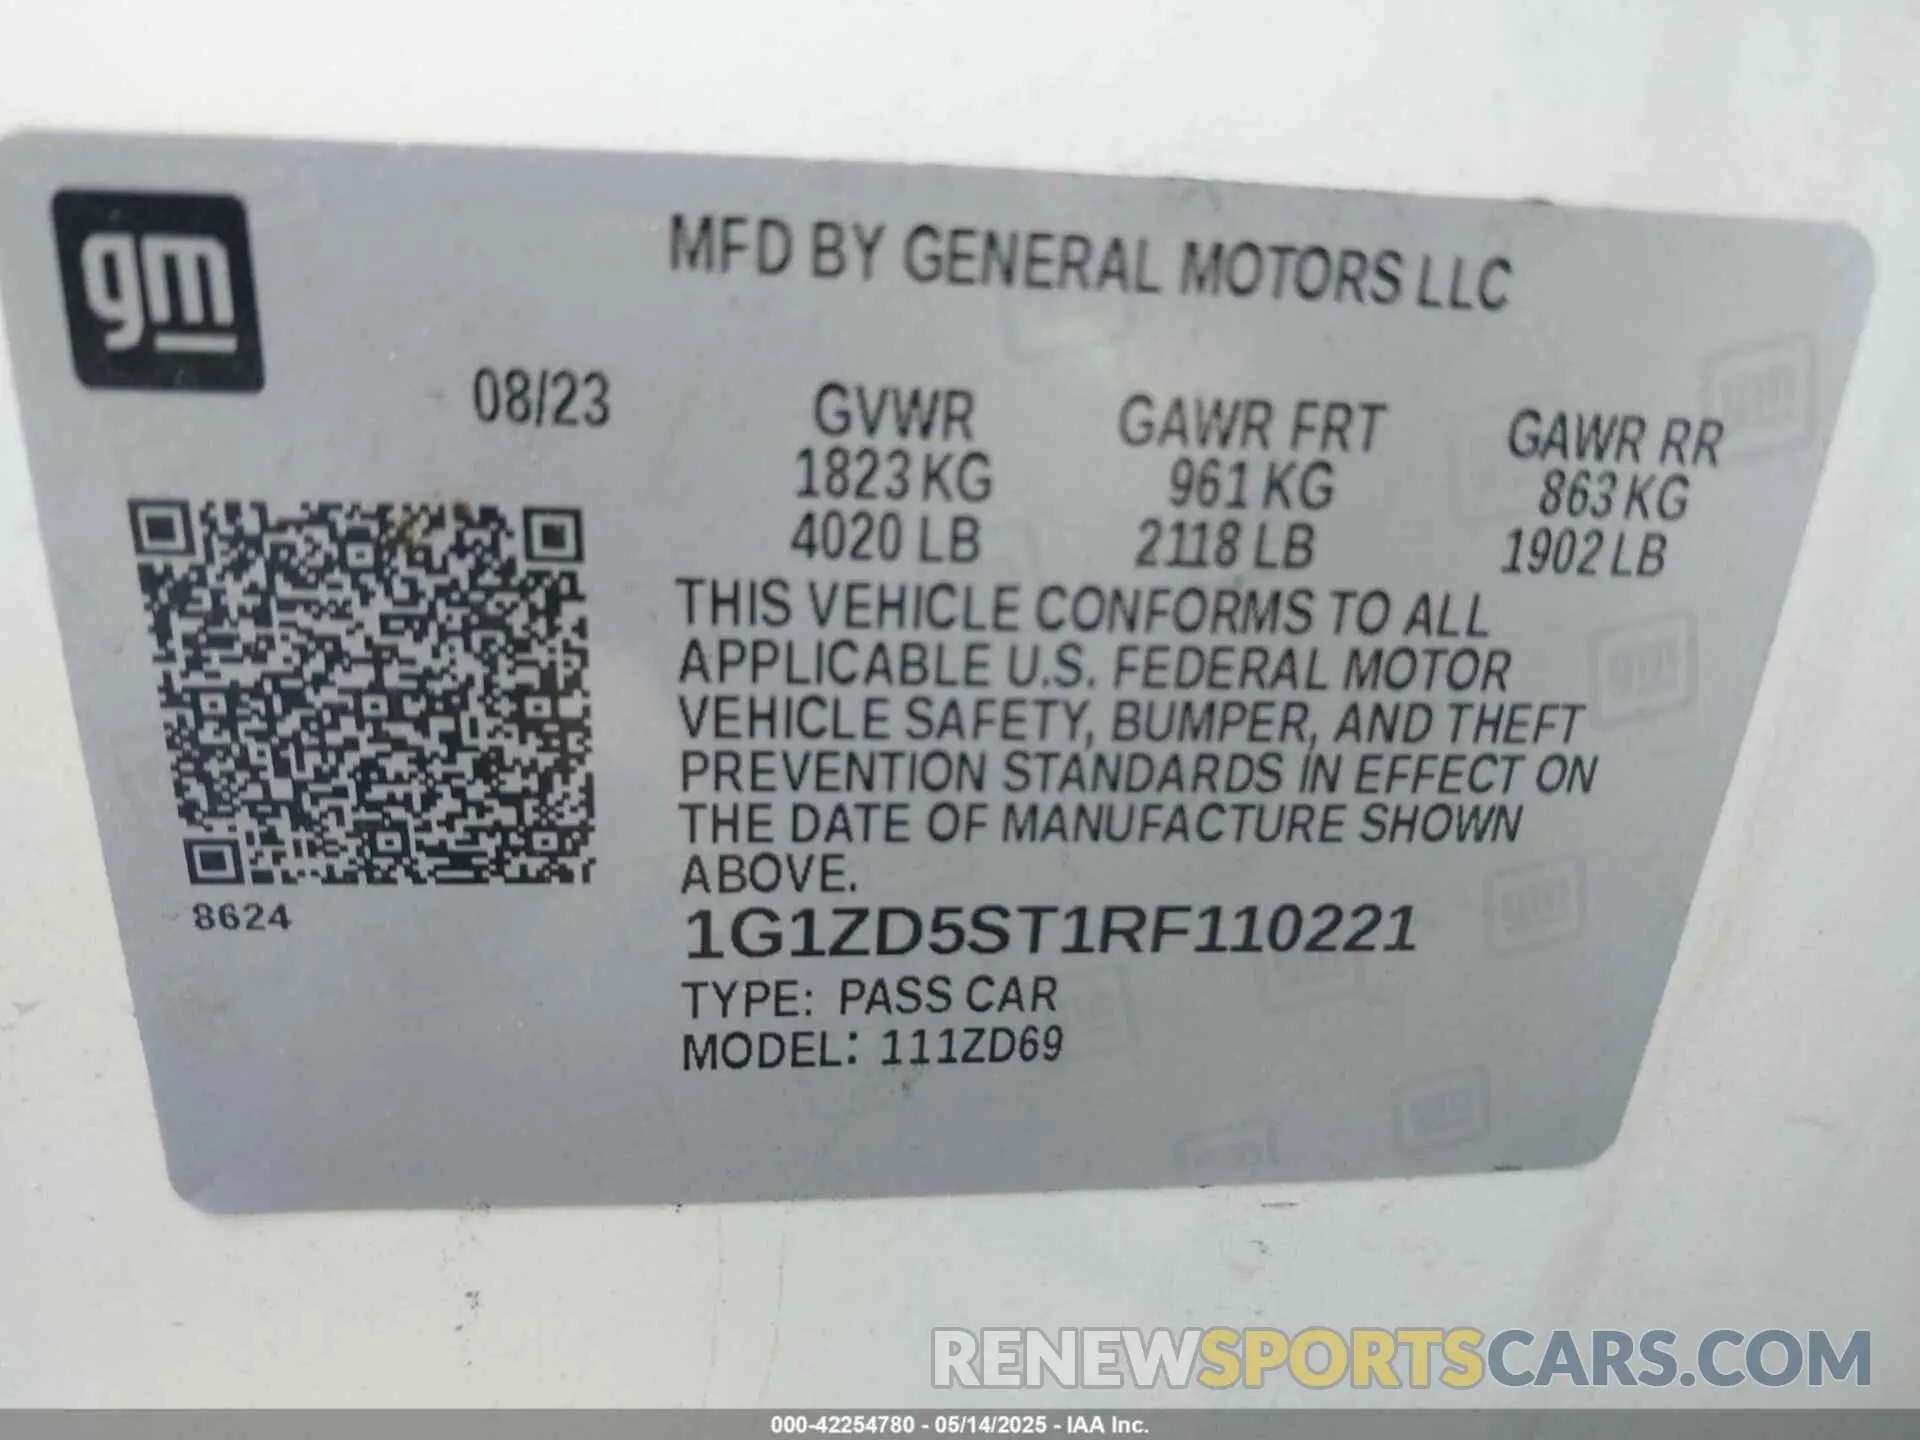 gm
MFD BY GENERAL MOTORS LLC
08/23
GVWR GAWR FRT GAWR RR
1823 KG 961 KG 863 KG
4020 LB 2118 LB 1902 LB
THIS VEHICLE CONFORMS TO ALL
APPLICABLE U.S. FEDERAL MOTOR
VEHICLE SAFETY, BUMPER, AND THEFT
PREVENTION STANDARDS IN EFFECT ON
THE DATE OF MANUFACTURE SHOWN
ABOVE.
8624
1G1ZD5ST1RF110221
TYPE: PASS CAR
MODEL: 111ZD69
RENEWSPORTSCARS.COM
000-42254780 - 05/14/2025 - IAA Inc.